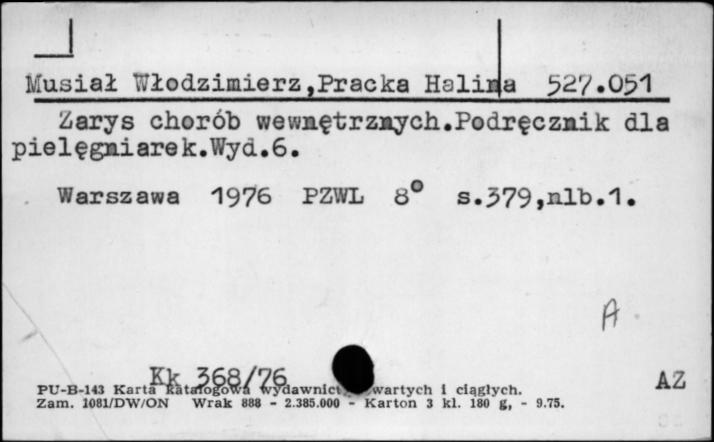 Musiał Włodzimierz,Pracka Halina 527.051
Zarys chorób wewnętrznych.Podręcznik dla
pielęgniarek.Wyd.6.
Warszawa 1976 PZWL 8° s.379,nlb.1.
A
Kk 368/76
PU-B-143 Karta katalogowa wydawnict wartych i ciągłych.
AZ
Zam. 1081/DW/ON Wrak 888 - 2.385.000 - Karton 3 kl. 180 g, - 9.75.